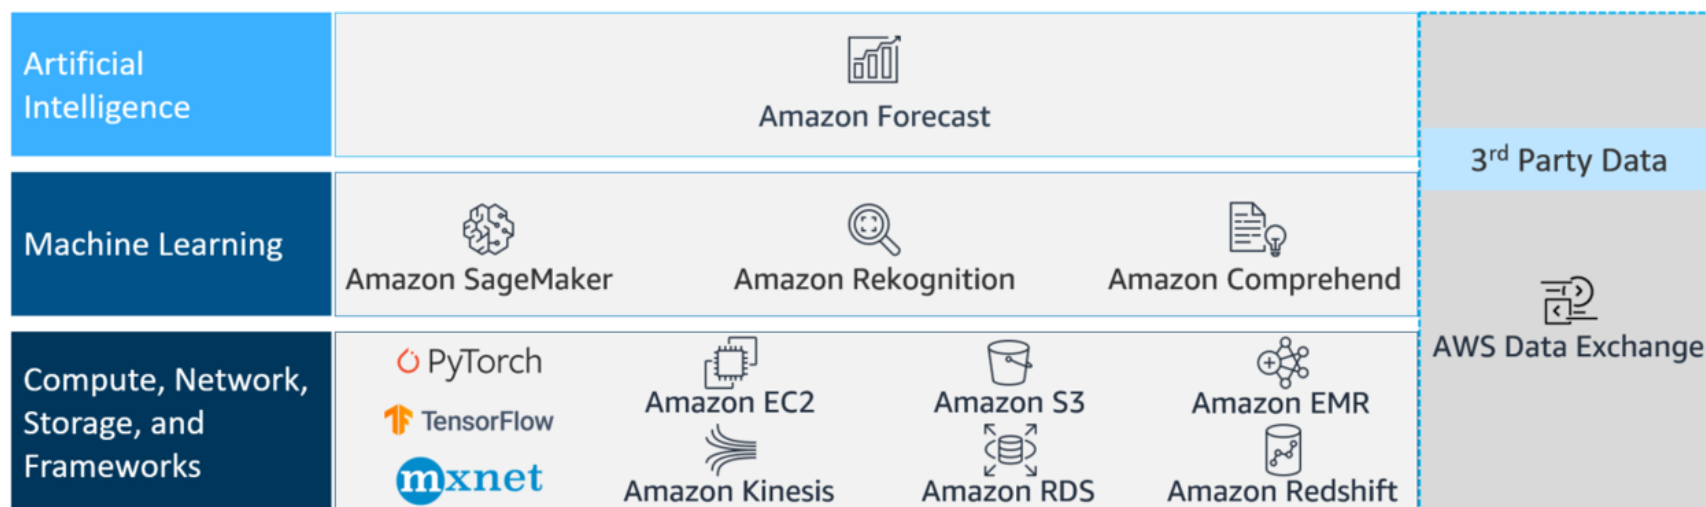 Artificial
Intelligence
Amazon Forecast
3rd Party Data
Machine Learning
Amazon SageMaker
Amazon Rekognition
Amazon Comprehend
AWS Data Exchange
Compute, Network,
Storage, and
Frameworks
PyTorch
TensorFlow
mxnet
Amazon EC2
Amazon S3
Amazon EMR
Amazon Kinesis
Amazon RDS
Amazon Redshift